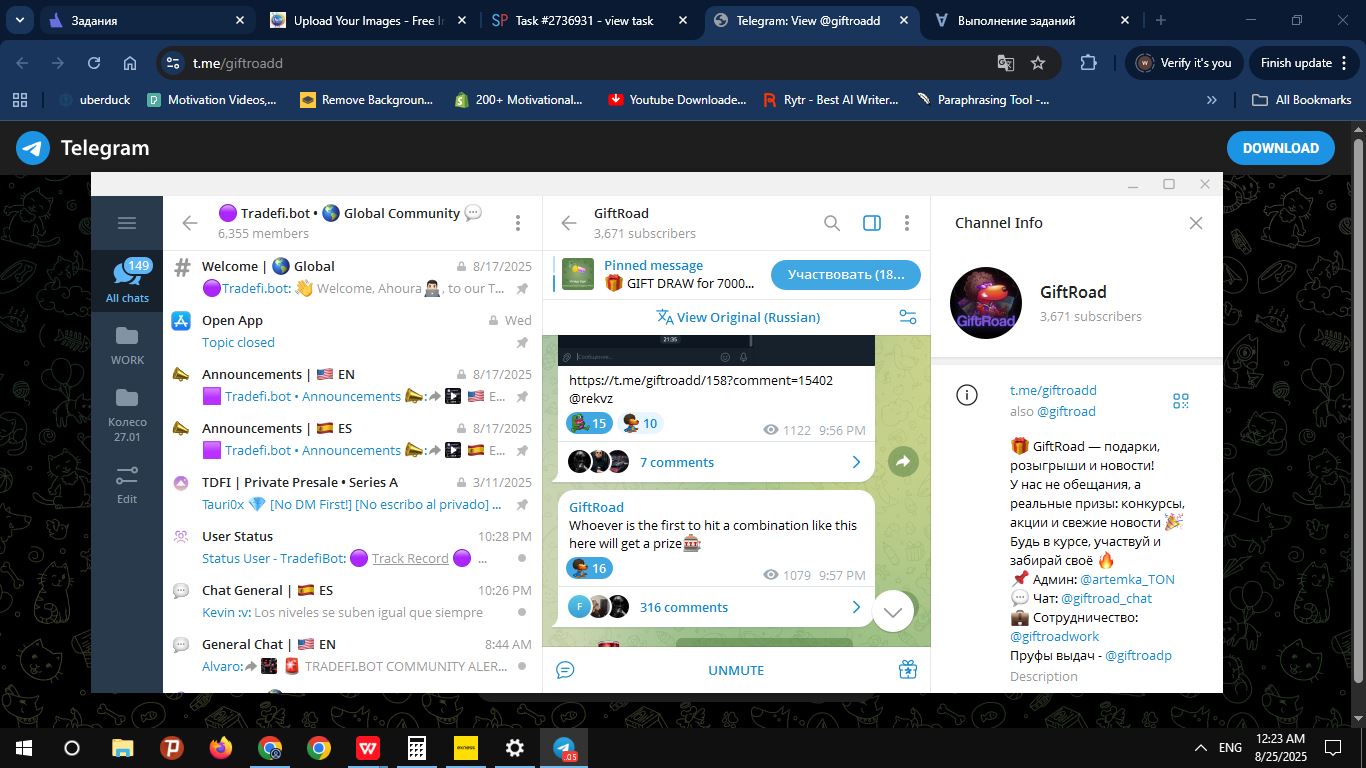 Задания
Upload Your Images - Free In
Task #2736931 - view task
Telegram: View @giftroadd
Выполнение заданий
t.me/giftroadd
Verify it's you
Finish update
uberduck
Motivation Videos,...
Remove Backgroun...
200+ Motivational...
Youtube Downloade...
Rytr - Best AI Writer...
Paraphrasing Tool -...
All Bookmarks
Telegram
DOWNLOAD
149
All chats
WORK
Колесо
27.01
Edit
🟣 Tradefi.bot • 🌎 Global Community 💬
6,355 members
Welcome | 🌎 Global 8/17/2025
🟣Tradefi.bot: 👋 Welcome, Ahoura👨🏻‍💻, to our T...
Open App Wed
Topic closed
Announcements | 🇺🇸 EN 8/17/2025
🟪 Tradefi.bot • Announcements 📣: 🇺🇸 E...
Announcements | 🇪🇸 ES 8/17/2025
🟪 Tradefi.bot • Announcements 📣: 🇪🇸 E...
TDFI | Private Presale • Series A 3/11/2025
Tauri0x 💎 [No DM First!] [No escribo al privado] ...
User Status 10:28 PM
Status User - TradefiBot: 🟣 Track Record 🟣 ...
Chat General | 🇪🇸 ES 10:26 PM
Kevin :v: Los niveles se suben igual que siempre
General Chat | 🇺🇸 EN 8:44 AM
Alvaro: 🚨 TRADEFI.BOT COMMUNITY ALER...
GiftRoad
3,671 subscribers
Pinned message
🎁 GIFT DRAW for 7000...
Участвовать (18...
View Original (Russian)
21:35
Сообщение...
https://t.me/giftroadd/158?comment=15402
@rekvz
15 10
1122 9:56 PM
7 comments
GiftRoad
Whoever is the first to hit a combination like this
here will get a prize🎰
16
1079 9:57 PM
F
316 comments
UNMUTE
Channel Info
GiftRoad
GiftRoad
3,671 subscribers
t.me/giftroadd
also @giftroad
🎁 GiftRoad — подарки,
розыгрыши и новости!
У нас не обещания, а
реальные призы: конкурсы,
акции и свежие новости 🎉
Будь в курсе, участвуй и
забирай своё 🔥
📌 Админ: @artemka_TON
💬 Чат: @giftroad_chat
💼 Сотрудничество:
@giftroadwork
Пруфы выдач - @giftroadp
Description
exness
..05
ENG
12:23 AM
8/25/2025